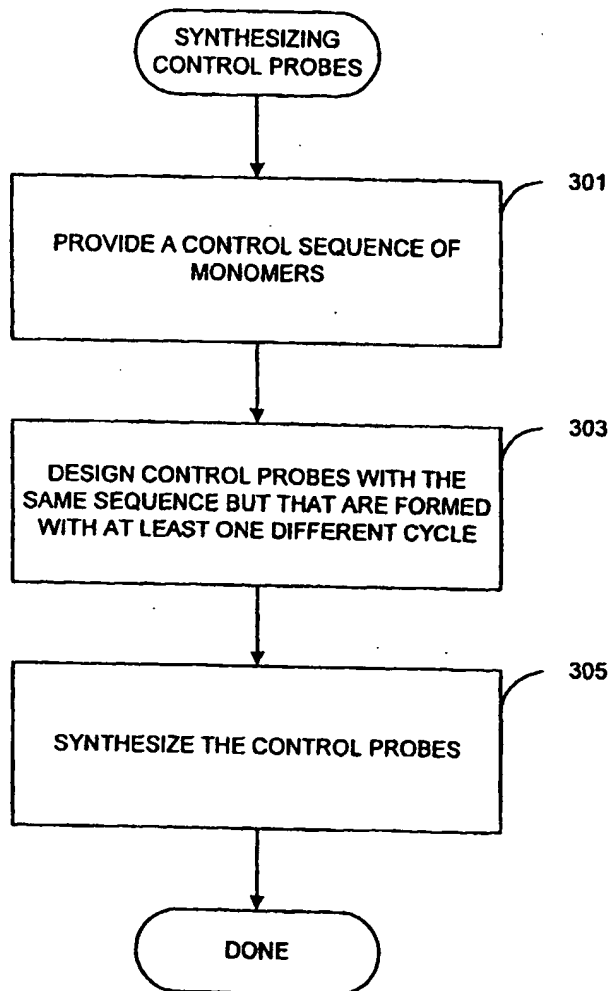 SYNTHESIZING
CONTROL PROBES
301
PROVIDE A CONTROL SEQUENCE OF
MONOMERS
303
DESIGN CONTROL PROBES WITH THE
SAME SEQUENCE BUT THAT ARE FORMED
WITH AT LEAST ONE DIFFERENT CYCLE
305
SYNTHESIZE THE CONTROL PROBES
DONE